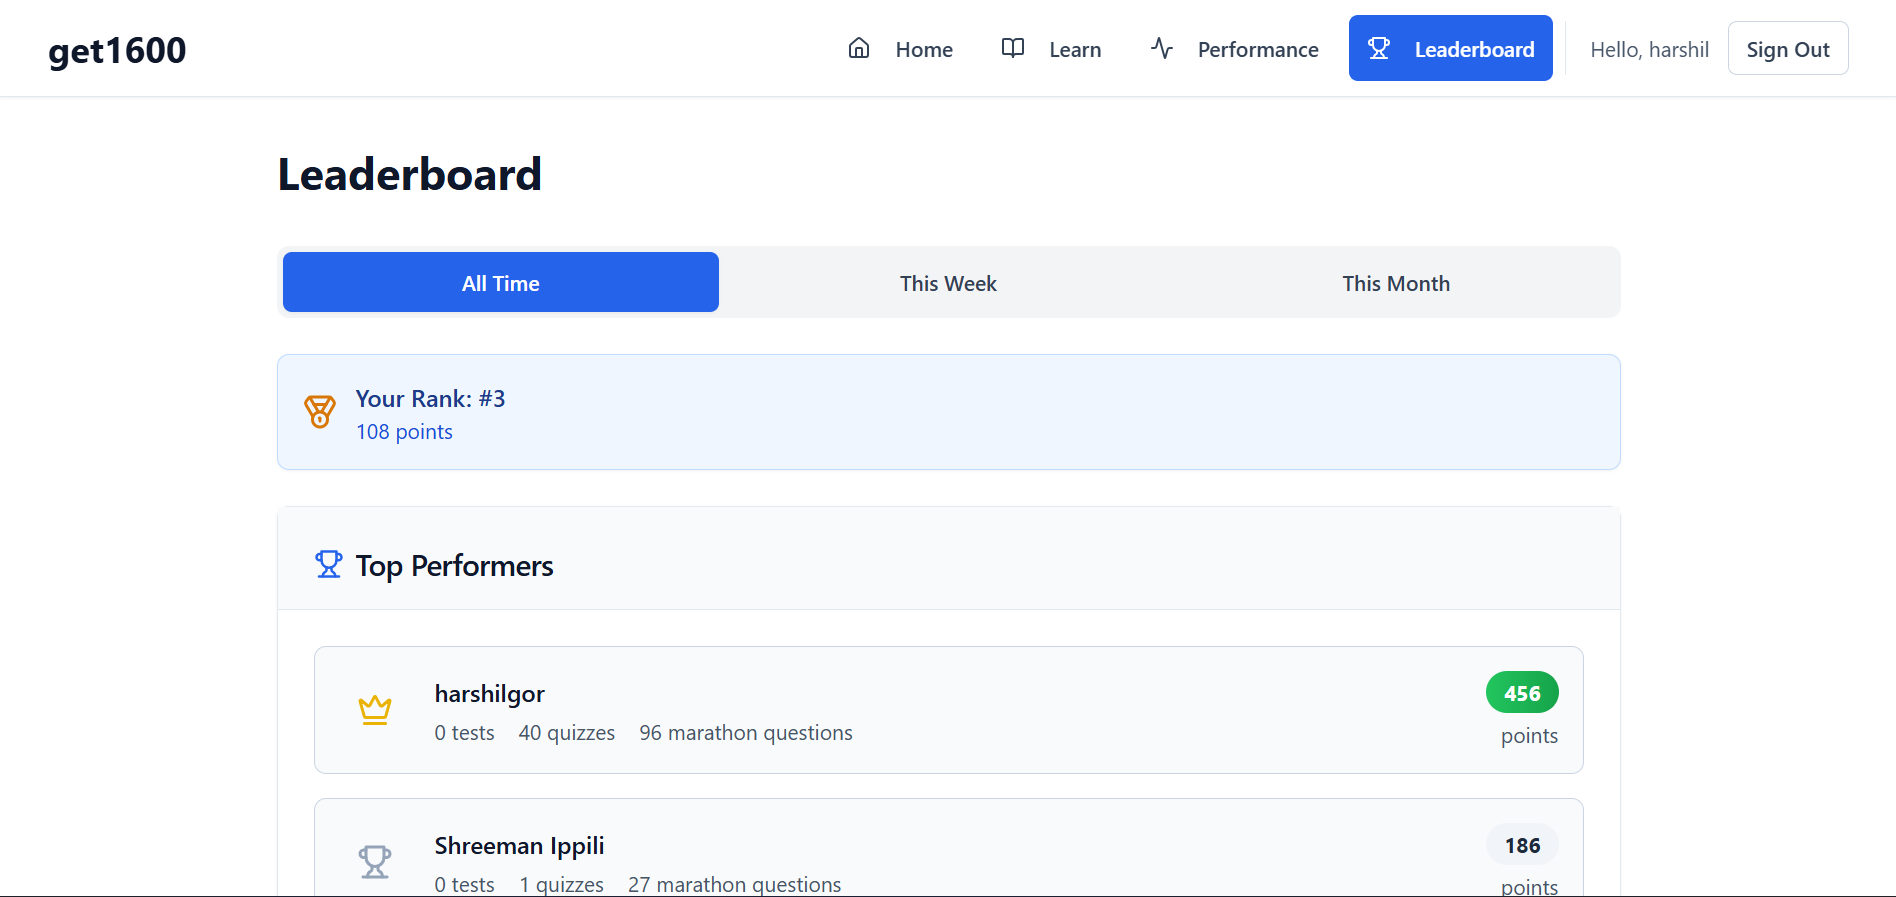 get1600
Home
Learn
Performance
Leaderboard
Hello, harshil
Sign Out
Leaderboard
All Time
This Week
This Month
Your Rank: #3
108 points
Top Performers
harshilgor
0 tests 40 quizzes 96 marathon questions
456
points
Shreeman Ippili
0 tests 1 quizzes 27 marathon questions
186
points